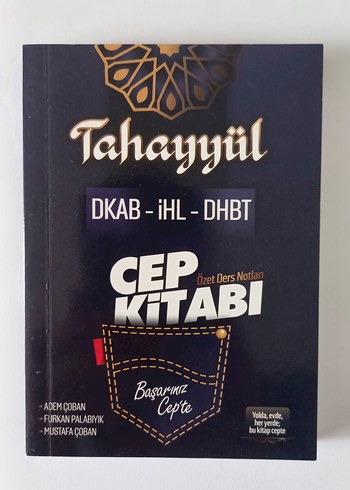 Tahayyül
DKAB - İHL - DHBT
CEP
Özet Ders Notları
KİTABI
Başarınız
Cep'te
- ADEM ÇOBAN
- FURKAN PALABIYIK
- MUSTAFA ÇOBAN
Yolda, evde,
her yerde;
bu kitap cepte